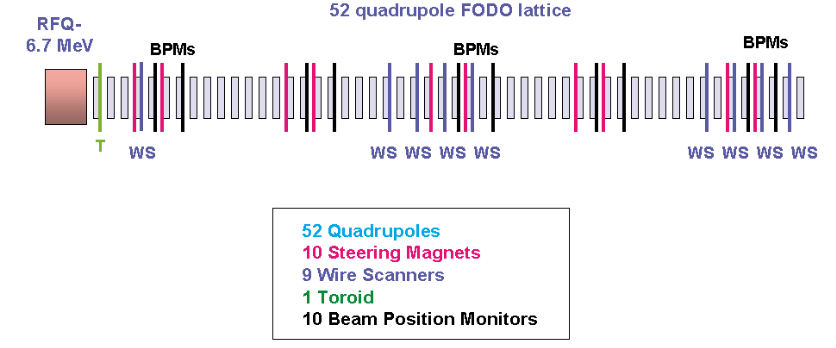 52 quadrupole FODO lattice
RFQ-
6.7 MeV
BPMs
BPMs
BPMs
T
WS
WS WS WS WS
WS WS WS WS
52 Quadrupoles
10 Steering Magnets
9 Wire Scanners
1 Toroid
10 Beam Position Monitors